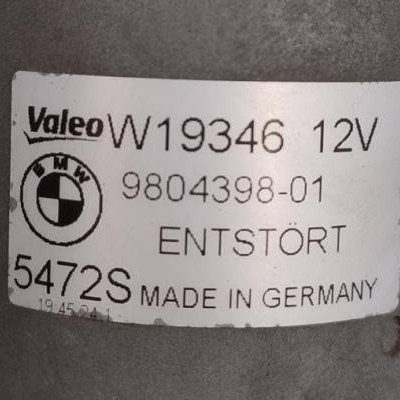 Valeo W19346 12V
BMW
9804398-01
ENTSTÖRT
5472S MADE IN GERMANY
19:45 24 1